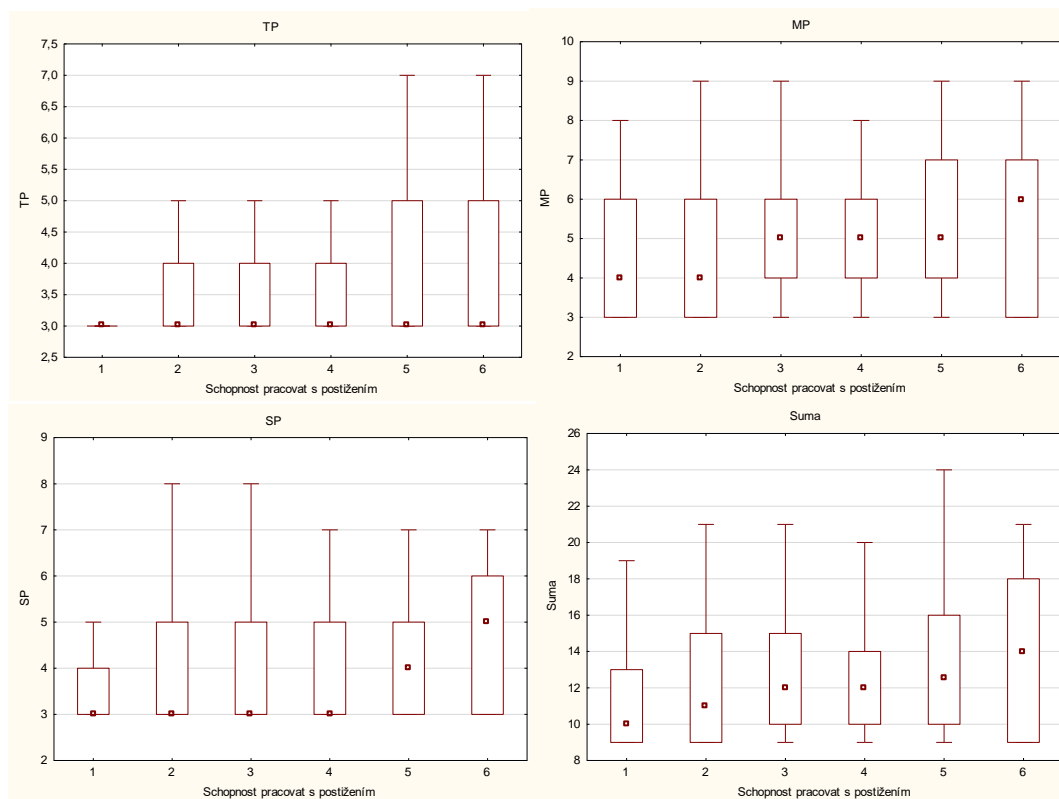 TP
7,5
7,0
6,5
6,0
5,5
5,0
4,5
4,0
3,5
3,0
2,5
TP
1 2 3 4 5 6
Schopnost pracovat s postižením
MP
10
9
8
7
6
5
4
3
2
MP
1 2 3 4 5 6
Schopnost pracovat s postižením
SP
9
8
7
6
5
4
3
2
SP
1 2 3 4 5 6
Schopnost pracovat s postižením
Suma
26
24
22
20
18
16
14
12
10
8
Suma
1 2 3 4 5 6
Schopnost pracovat s postižením